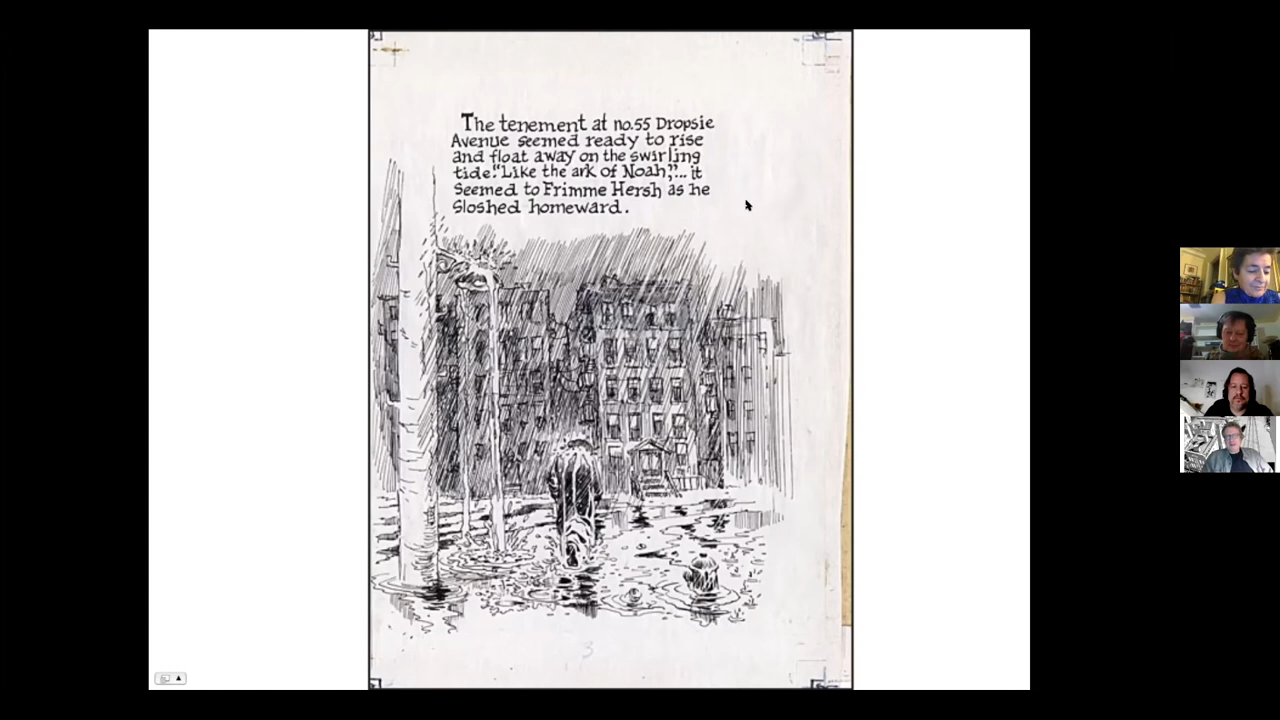 The tenement at no.55 Dropsie
Avenue seemed ready to rise
and float away on the swirling
tide. "Like the ark of Noah,"... it
seemed to Frimme Hersh as he
sloshed homeward.
3